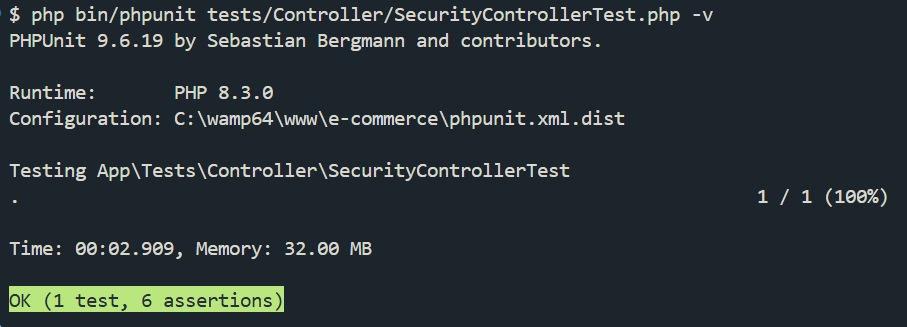 $ php bin/phpunit tests/Controller/SecurityControllerTest.php -v
PHPUnit 9.6.19 by Sebastian Bergmann and contributors.
Runtime:       PHP 8.3.0
Configuration: C:\wamp64\www\e-commerce\phpunit.xml.dist
Testing App\Tests\Controller\SecurityControllerTest
.                                                                   1 / 1 (100%)
Time: 00:02.909, Memory: 32.00 MB
OK (1 test, 6 assertions)